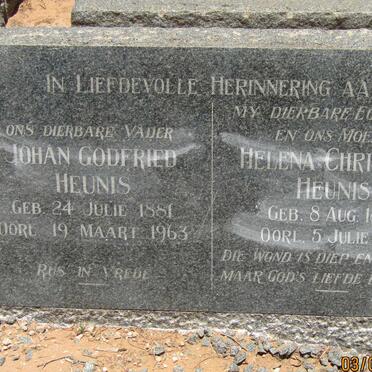 IN LIEFDEVOLLE HERINNERING AA
ONS DIERBARE VADER
JOHAN GODFRIED
HEUNIS
GEB. 24 JULIE 1881
OORL 19 MAART 1963
RUS IN VREDE
MY DIERBARE E
EN ONS MOE
HELENA CHRI
HEUNIS
GEB. 8 AUG. 1
OORL. 5 JULIE
DIE WOND IS DIEP EN
MAAR GOD'S LIEFDE
03/0